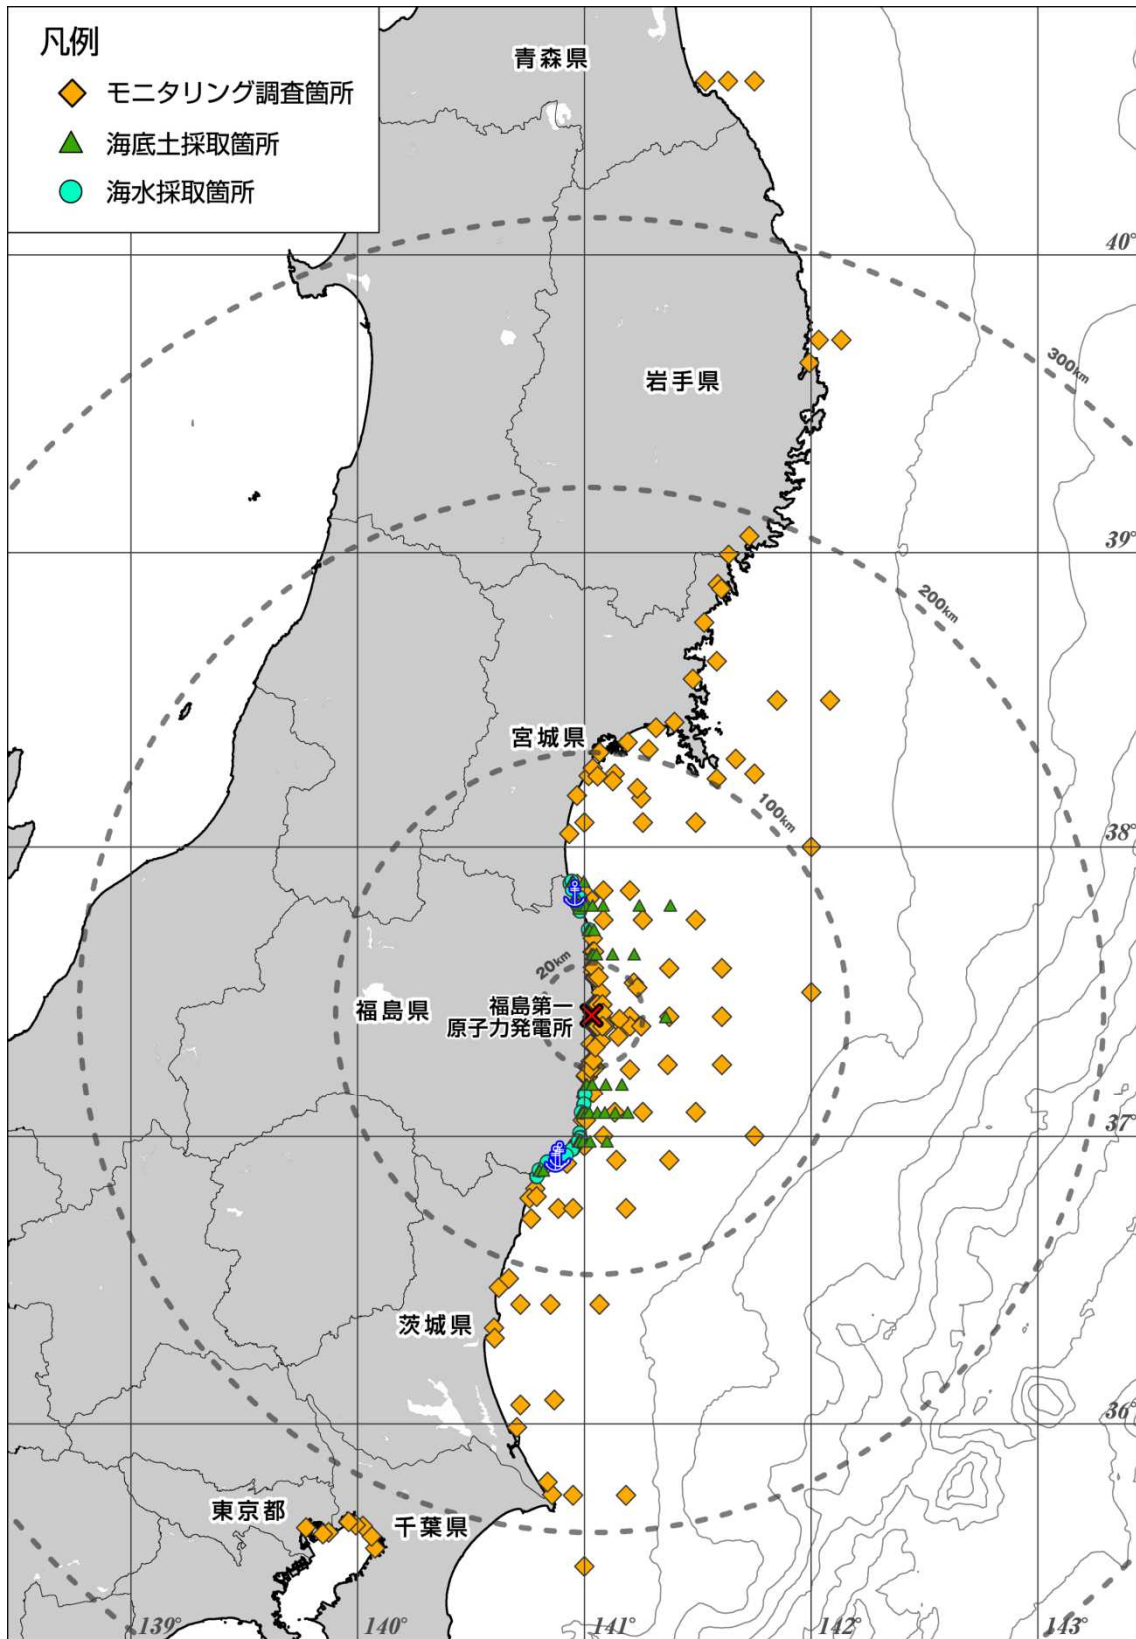 凡例
モニタリング調査箇所
海底土採取箇所
海水採取箇所
青森県
40°
300km
岩手県
39°
200km
宮城県
100km
38°
20km
福島県
福島第一
原子力発電所
37°
茨城県
36°
東京都
千葉県
139°
140°
141°
142°
143°